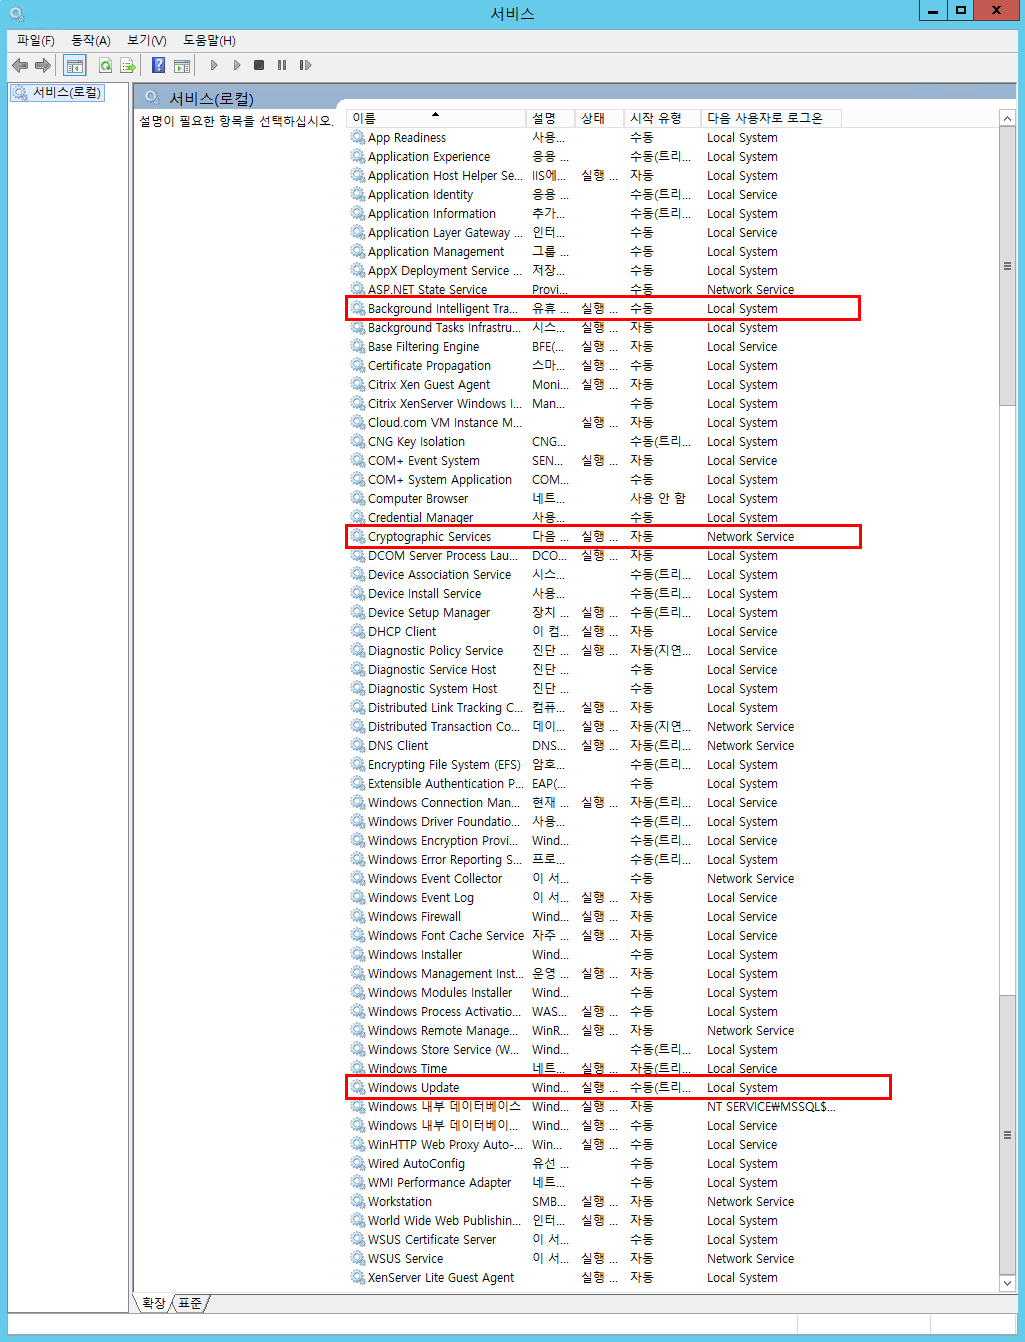 서비스
파일(F) 동작(A) 보기(V) 도움말(H)
서비스(로컬)
서비스(로컬)
설명이 필요한 항목을 선택하십시오.
이름 설명 상태 시작 유형 다음 사용자로 로그온
App Readiness 사용... 수동 Local System
Application Experience 응용 ... 수동(트리... Local System
Application Host Helper Se... IIS에... 실행 ... 자동 Local System
Application Identity 응용 ... 수동(트리... Local Service
Application Information 추가... 수동(트리... Local System
Application Layer Gateway ... 인터... 수동 Local Service
Application Management 그룹 ... 수동 Local System
AppX Deployment Service ... 저장... 수동 Local System
ASP.NET State Service Provi... 수동 Network Service
Background Intelligent Tra... 유휴 ... 실행 ... 수동 Local System
Background Tasks Infrastru... 시스... 실행 ... 자동 Local System
Base Filtering Engine BFE(... 실행 ... 자동 Local Service
Certificate Propagation 스마... 실행 ... 수동 Local System
Citrix Xen Guest Agent Moni... 실행 ... 자동 Local System
Citrix XenServer Windows I... Man... 수동 Local System
Cloud.com VM Instance M... 실행 ... 자동 Local System
CNG Key Isolation CNG... 수동(트리... Local System
COM+ Event System SEN... 실행 ... 자동 Local Service
COM+ System Application COM... 수동 Local System
Computer Browser 네트... 사용 안 함 Local System
Credential Manager 사용... 수동 Local System
Cryptographic Services 다음 ... 실행 ... 자동 Network Service
DCOM Server Process Lau... DCO... 실행 ... 자동 Local System
Device Association Service 시스... 수동(트리... Local System
Device Install Service 사용... 수동(트리... Local System
Device Setup Manager 장치 ... 실행 ... 수동(트리... Local System
DHCP Client 이 컴... 실행 ... 자동 Local Service
Diagnostic Policy Service 진단 ... 실행 ... 자동(지연... Local Service
Diagnostic Service Host 진단 ... 수동 Local Service
Diagnostic System Host 진단 ... 수동 Local System
Distributed Link Tracking C... 컴퓨... 실행 ... 자동 Local System
Distributed Transaction Co... 데이... 실행 ... 자동(지연... Network Service
DNS Client DNS... 실행 ... 자동(트리... Network Service
Encrypting File System (EFS) 암호... 수동(트리... Local System
Extensible Authentication P... EAP(... 수동 Local System
Windows Connection Man... 현재 ... 실행 ... 자동(트리... Local Service
Windows Driver Foundatio... 사용... 수동(트리... Local System
Windows Encryption Provi... Wind... 수동(트리... Local Service
Windows Error Reporting S... 프로... 수동(트리... Local System
Windows Event Collector 이 서... 수동 Network Service
Windows Event Log 이 서... 실행 ... 자동 Local Service
Windows Firewall Wind... 실행 ... 자동 Local Service
Windows Font Cache Service 자주 ... 실행 ... 자동 Local Service
Windows Installer Wind... 수동 Local System
Windows Management Inst... 운영 ... 실행 ... 자동 Local System
Windows Modules Installer Wind... 수동 Local System
Windows Process Activatio... WAS... 실행 ... 수동 Local System
Windows Remote Manage... WinR... 실행 ... 자동 Network Service
Windows Store Service (W... Wind... 수동(트리... Local System
Windows Time 네트... 실행 ... 자동(트리... Local Service
Windows Update Wind... 실행 ... 수동(트리... Local System
Windows 내부 데이터베이스 Wind... 실행 ... 자동 NT SERVICE₩MSSQL$...
Windows 내부 데이터베이... Wind... 실행 ... 수동 Local Service
WinHTTP Web Proxy Auto-... Win... 실행 ... 수동 Local Service
Wired AutoConfig 유선 ... 수동 Local System
WMI Performance Adapter 네트... 수동 Local System
Workstation SMB... 실행 ... 자동 Network Service
World Wide Web Publishin... 인터... 실행 ... 자동 Local System
WSUS Certificate Server 이 서... 수동 Local System
WSUS Service 이 서... 실행 ... 자동 Network Service
XenServer Lite Guest Agent 실행 ... 자동 Local System
확장 표준